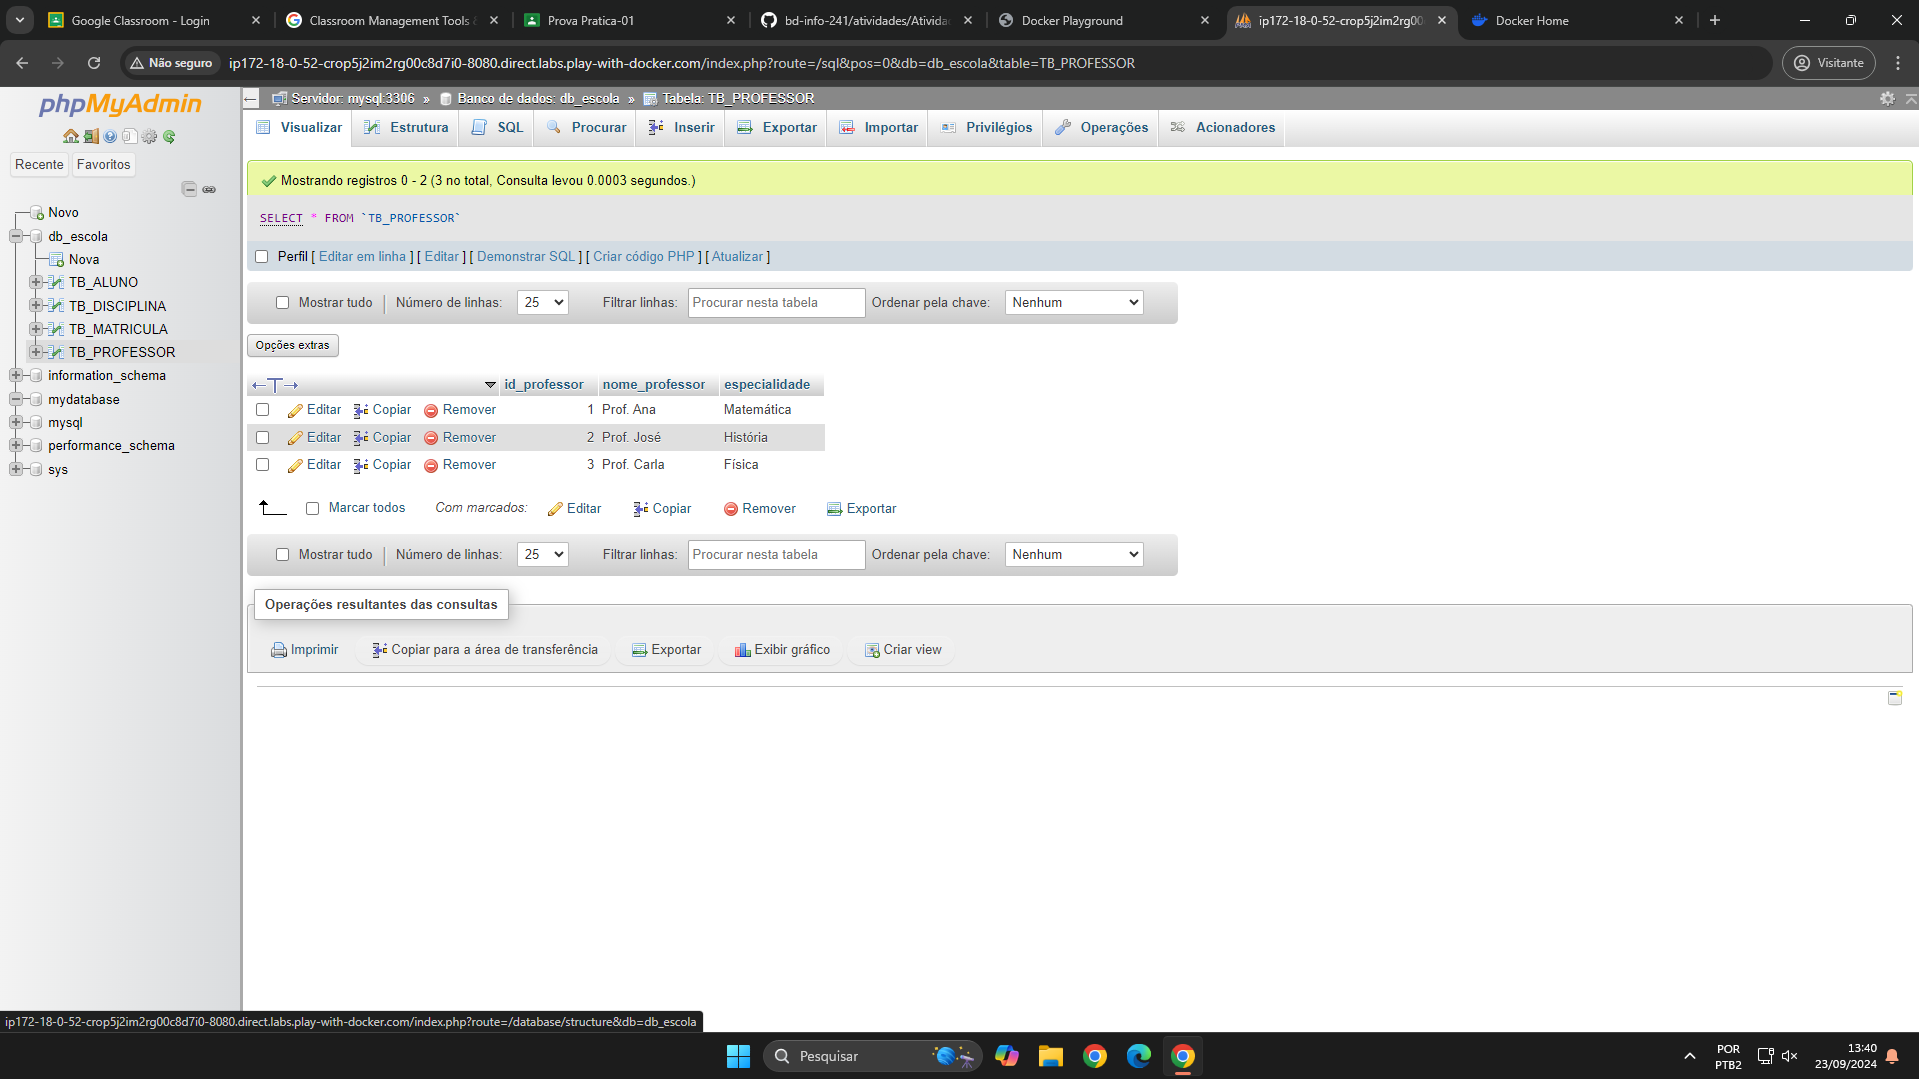 Google Classroom - Login
Classroom Management Tools &
Prova Pratica-01
bd-info-241/atividades/Ativida
Docker Playground
ip172-18-0-52-crop5j2im2rg00
Docker Home
Não seguro
ip172-18-0-52-crop5j2im2rg00c8d7i0-8080.direct.labs.play-with-docker.com/index.php?route=/sql&pos=0&db=db_escola&table=TB_PROFESSOR
Visitante
phpMyAdmin
Recente Favoritos
Novo
db_escola
Nova
TB_ALUNO
TB_DISCIPLINA
TB_MATRICULA
TB_PROFESSOR
information_schema
mydatabase
mysql
performance_schema
sys
Servidor: mysql:3306 » Banco de dados: db_escola » Tabela: TB_PROFESSOR
Visualizar Estrutura SQL Procurar Inserir Exportar Importar Privilégios Operações Acionadores
Mostrando registros 0 - 2 (3 no total, Consulta levou 0.0003 segundos.)
SELECT * FROM `TB_PROFESSOR`
Perfil [ Editar em linha ] [ Editar ] [ Demonstrar SQL ] [ Criar código PHP ] [ Atualizar ]
Mostrar tudo Número de linhas: 25 Filtrar linhas: Procurar nesta tabela Ordenar pela chave: Nenhum
Opções extras
←T→ id_professor nome_professor especialidade
Editar Copiar Remover 1 Prof. Ana Matemática
Editar Copiar Remover 2 Prof. José História
Editar Copiar Remover 3 Prof. Carla Física
Marcar todos Com marcados: Editar Copiar Remover Exportar
Mostrar tudo Número de linhas: 25 Filtrar linhas: Procurar nesta tabela Ordenar pela chave: Nenhum
Operações resultantes das consultas
Imprimir Copiar para a área de transferência Exportar Exibir gráfico Criar view
ip172-18-0-52-crop5j2im2rg00c8d7i0-8080.direct.labs.play-with-docker.com/index.php?route=/database/structure&db=db_escola
Pesquisar
POR
PTB2
13:40
23/09/2024